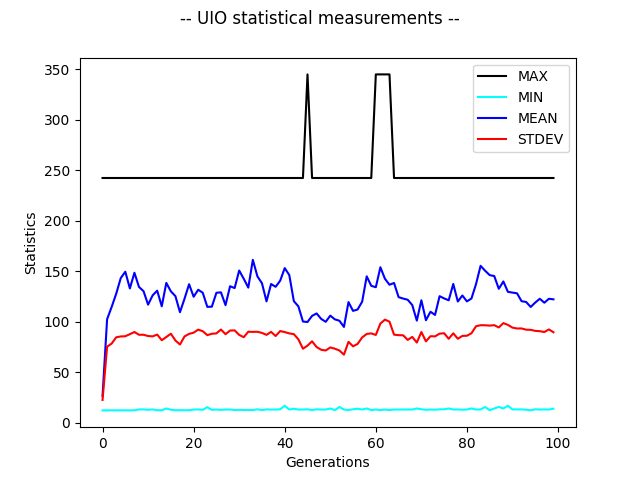 -- UIO statistical measurements --
350
300
250
200
150
100
50
0
Statistics
MAX
MIN
MEAN
STDEV
0 20 40 60 80 100
Generations